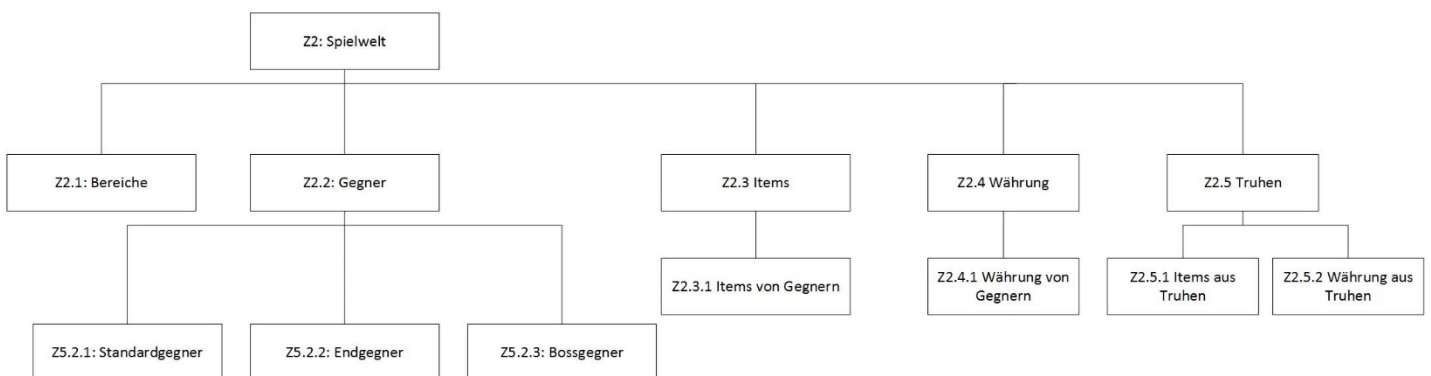 Z2: Spielwelt
Z2.1: Bereiche
Z2.2: Gegner
Z2.3 Items
Z2.4 Währung
Z2.5 Truhen
Z2.3.1 Items von Gegnern
Z2.4.1 Währung von
Gegnern
Z2.5.1 Items aus
Truhen
Z2.5.2 Währung aus
Truhen
Z5.2.1: Standardgegner
Z5.2.2: Endgegner
Z5.2.3: Bossgegner